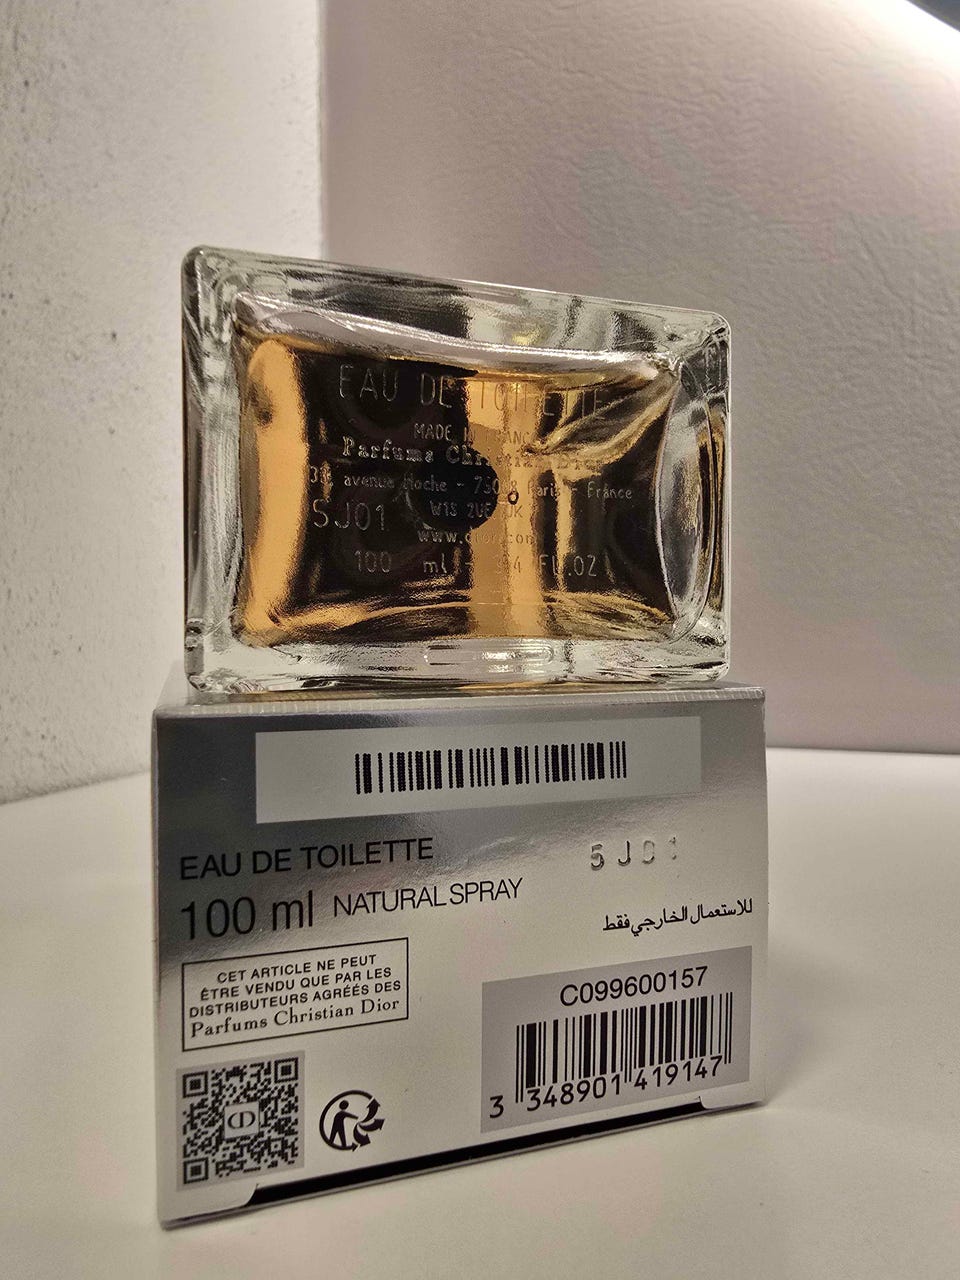 EAU DE TOILETTE
MADE IN FRANCE
Parfums Christian Dior
avenue Hoche - 75008 Paris - France
5J01 W1S 2UE UK
www.dior.com
100 ml - 3.4 FL.OZ
EAU DE TOILETTE
5J01
100 ml NATURAL SPRAY
للاستعمال الخارجي فقط
CET ARTICLE NE PEUT
ÊTRE VENDU QUE PAR LES
DISTRIBUTEURS AGRÉÉS DES
Parfums Christian Dior
C099600157
3 348901 419147
CD